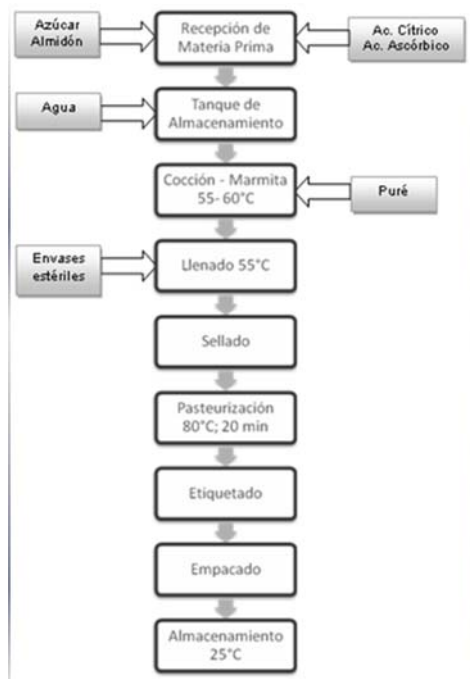 Azúcar
Almidón
Recepción de
Materia Prima
Ac. Cítrico
Ac. Ascórbico
Agua
Tanque de
Almacenamiento
Cocción - Marmita
55- 60°C
Puré
Envases
estériles
Llenado 55°C
Sellado
Pasteurización
80°C; 20 min
Etiquetado
Empacado
Almacenamiento
25°C